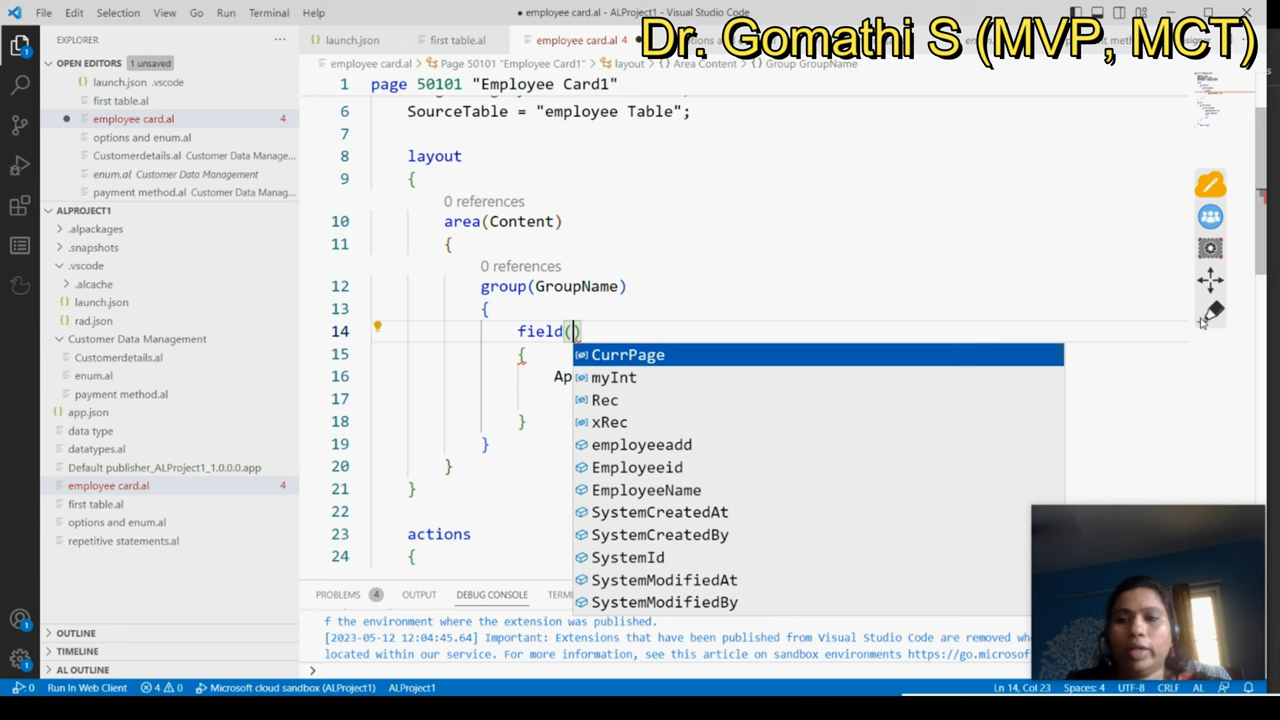 File Edit Selection View Go Run Terminal Help
employee card.al - ALProject1 - Visual Studio Code
Dr. Gomathi S (MVP, MCT)
EXPLORER
launch.json
first table.al
employee card.al 4
employee card.al > Page 50101 "Employee Card1" > layout > Area Content > Group GroupName
OPEN EDITORS 1 unsaved
launch.json .vscode
first table.al
employee card.al 4
options and enum.al
Customerdetails.al Customer Data Manage...
enum.al Customer Data Management
payment method.al Customer Data Manag...
ALPROJECT1
.alpackages
.snapshots
.vscode
.alcache
launch.json
rad.json
Customer Data Management
Customerdetails.al
enum.al
payment method.al
app.json
data type
datatypes.al
Default publisher_ALProject1_1.0.0.0.app
employee card.al 4
first table.al
options and enum.al
repetitive statements.al
OUTLINE
TIMELINE
AL OUTLINE
1 page 50101 "Employee Card1"
6 SourceTable = "employee Table";
7
8 layout
9 {
0 references
10 area(Content)
11 {
0 references
12 group(GroupName)
13 {
14 field()
15 {
16 Ap
17
18 }
19 }
20 }
21 }
22
23 actions
24 {
CurrPage
myInt
Rec
xRec
employeeadd
Employeeid
EmployeeName
SystemCreatedAt
SystemCreatedBy
SystemId
SystemModifiedAt
SystemModifiedBy
PROBLEMS 4 OUTPUT DEBUG CONSOLE TERM
f the environment where the extension was published.
[2023-05-12 12:04:45.64] Important: Extensions that have been published from Visual Studio Code are removed w
located within our service. For more information, see this article on sandbox environments https://go.microsof
>
0 Run In Web Client 4 0 Microsoft cloud sandbox (ALProject1) ALProject1 Ln 14, Col 23 Spaces: 4 UTF-8 CRLF AL